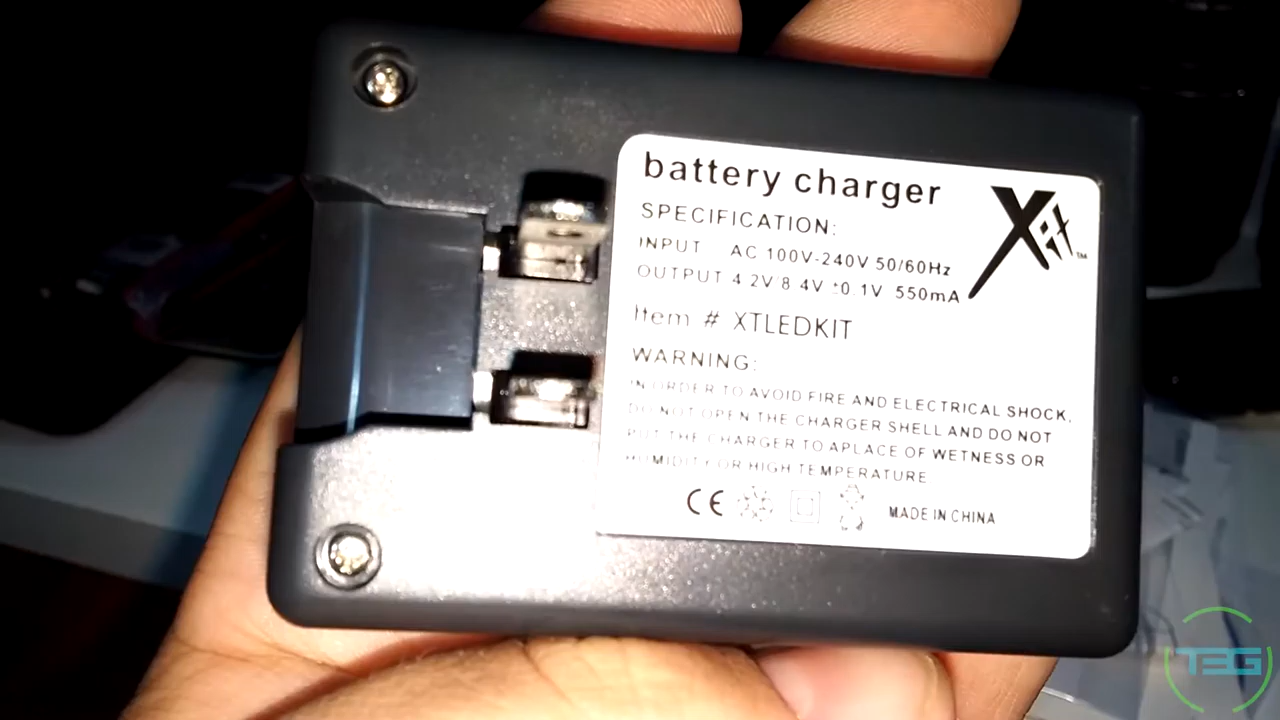 battery charger
Xit™
SPECIFICATION:
INPUT AC 100V-240V 50/60Hz
OUTPUT 4.2V 8.4V ±0.1V 550mA
Item # XTLEDKIT
WARNING:
IN ORDER TO AVOID FIRE AND ELECTRICAL SHOCK,
DO NOT OPEN THE CHARGER SHELL AND DO NOT
PUT THE CHARGER TO APLACE OF WETNESS OR
HUMIDITY OR HIGH TEMPERATURE
CE MADE IN CHINA
TEG